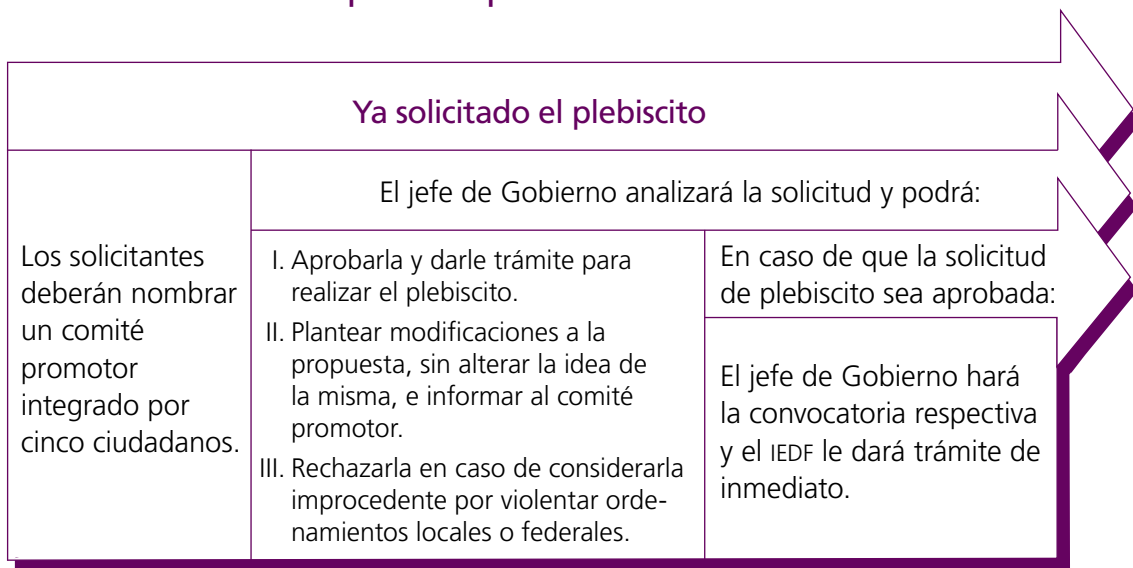 Ya solicitado el plebiscito
Los solicitantes
deberán nombrar
un comité
promotor
integrado por
cinco ciudadanos.
El jefe de Gobierno analizará la solicitud y podrá:
I. Aprobarla y darle trámite para
realizar el plebiscito.
II. Plantear modificaciones a la
propuesta, sin alterar la idea de
la misma, e informar al comité
promotor.
III. Rechazarla en caso de considerarla
improcedente por violentar orde-
namientos locales o federales.
En caso de que la solicitud
de plebiscito sea aprobada:
El jefe de Gobierno hará
la convocatoria respectiva
y el IEDF le dará trámite de
inmediato.